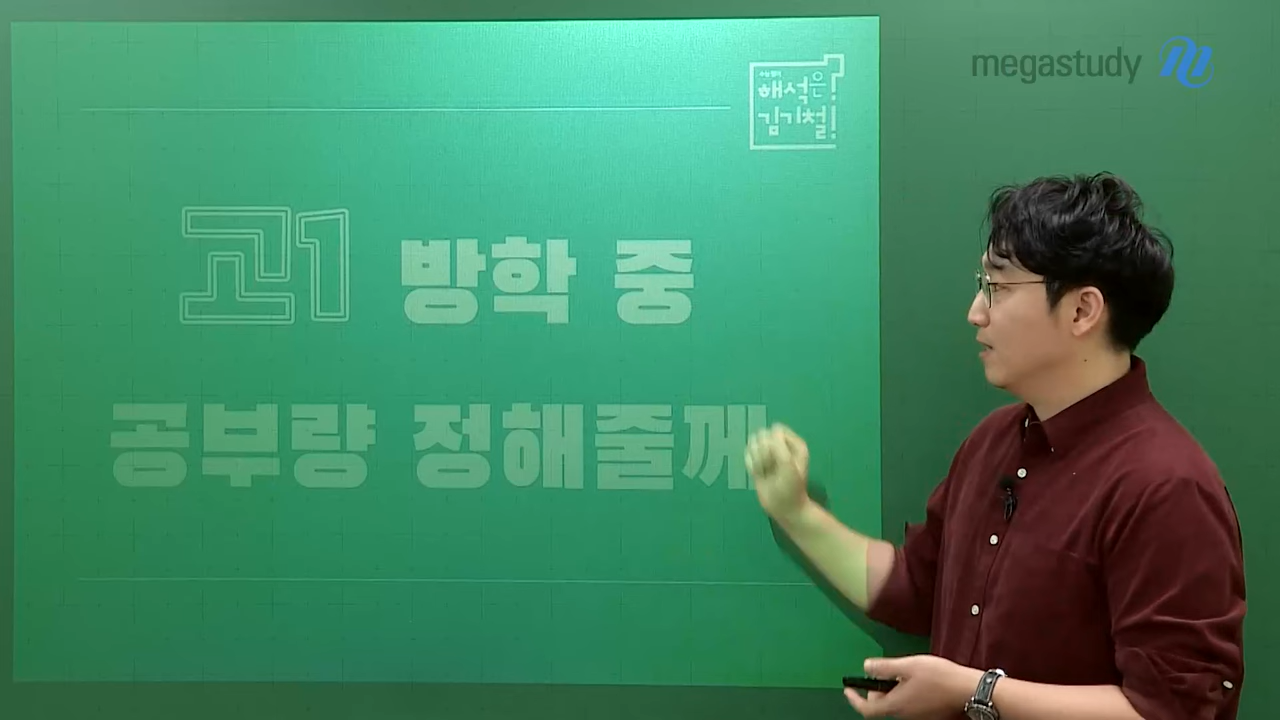 megastudy
수능영어
해석은?
김기철!
고1 방학 중
공부량 정해줄께